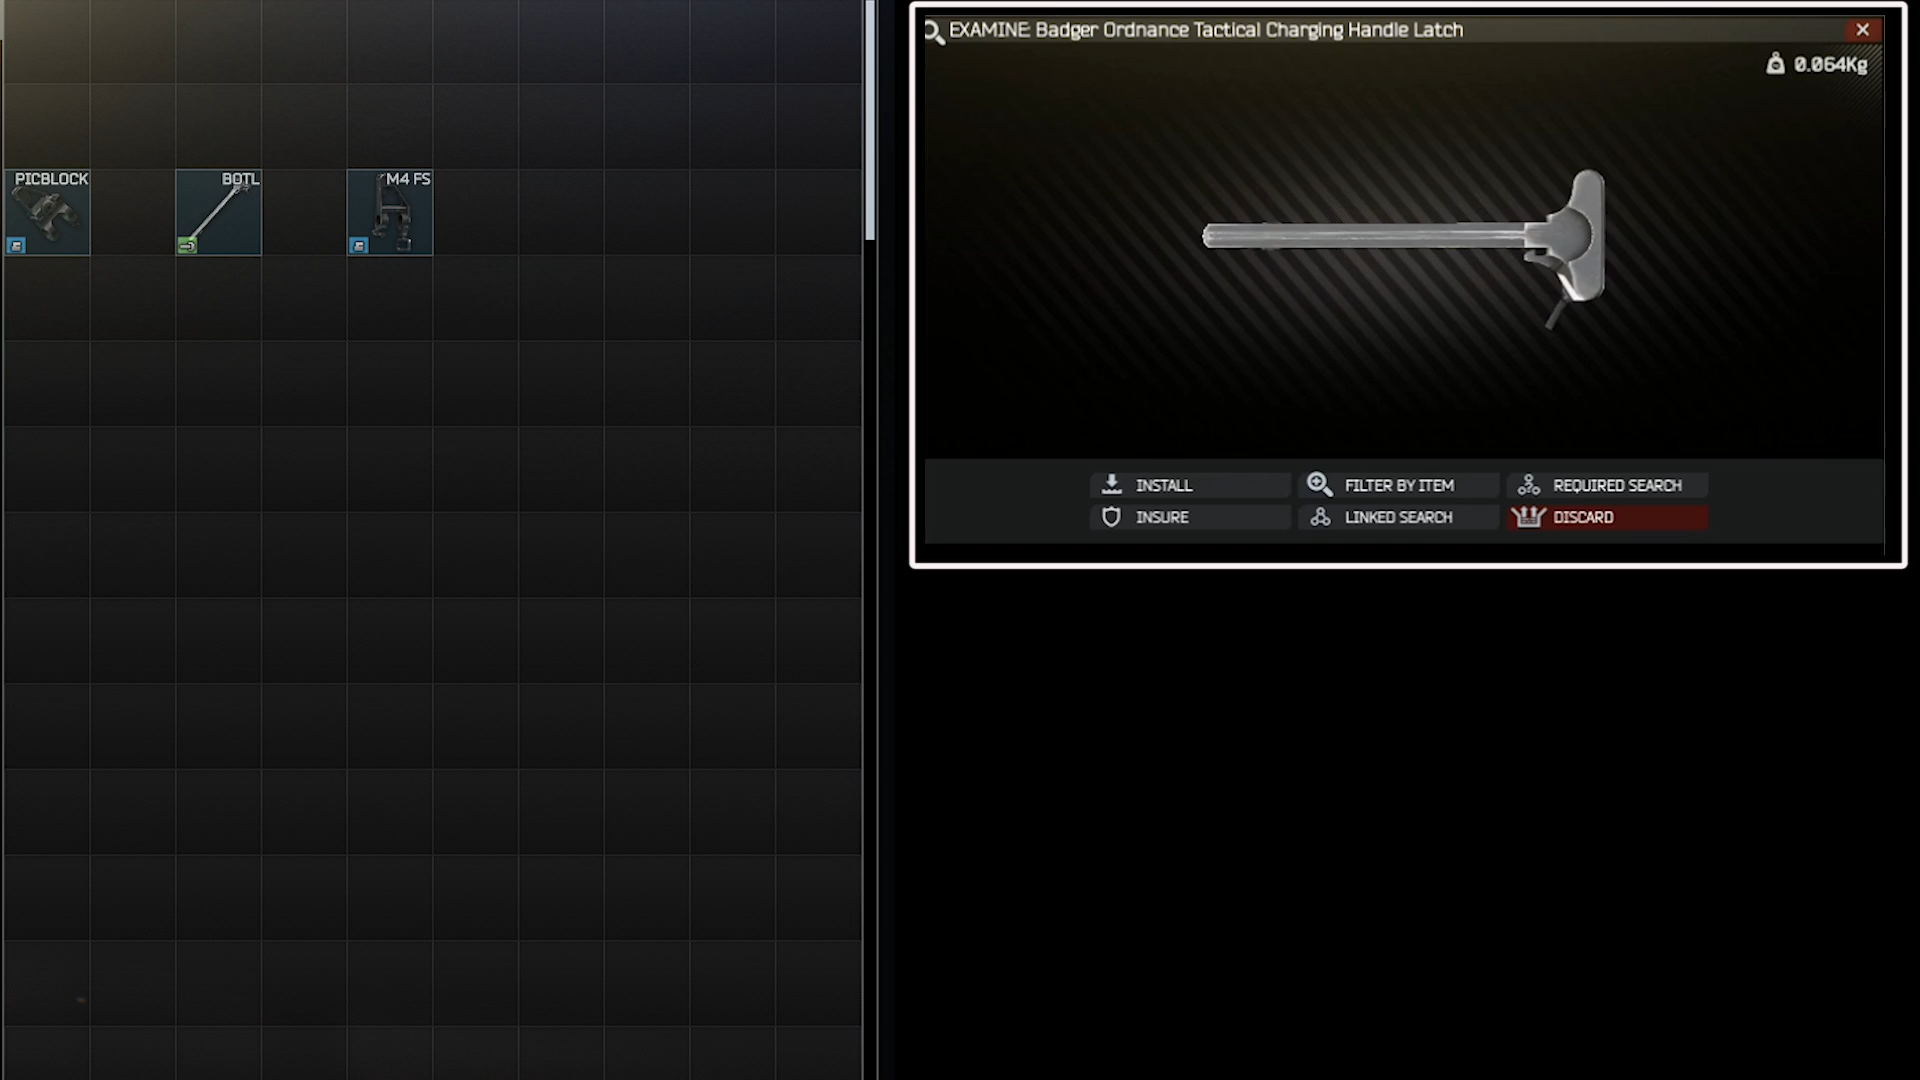 EXAMINE: Badger Ordnance Tactical Charging Handle Latch
0.064Kg
PICBLOCK
BOTL
M4 FS
INSTALL
FILTER BY ITEM
REQUIRED SEARCH
INSURE
LINKED SEARCH
DISCARD